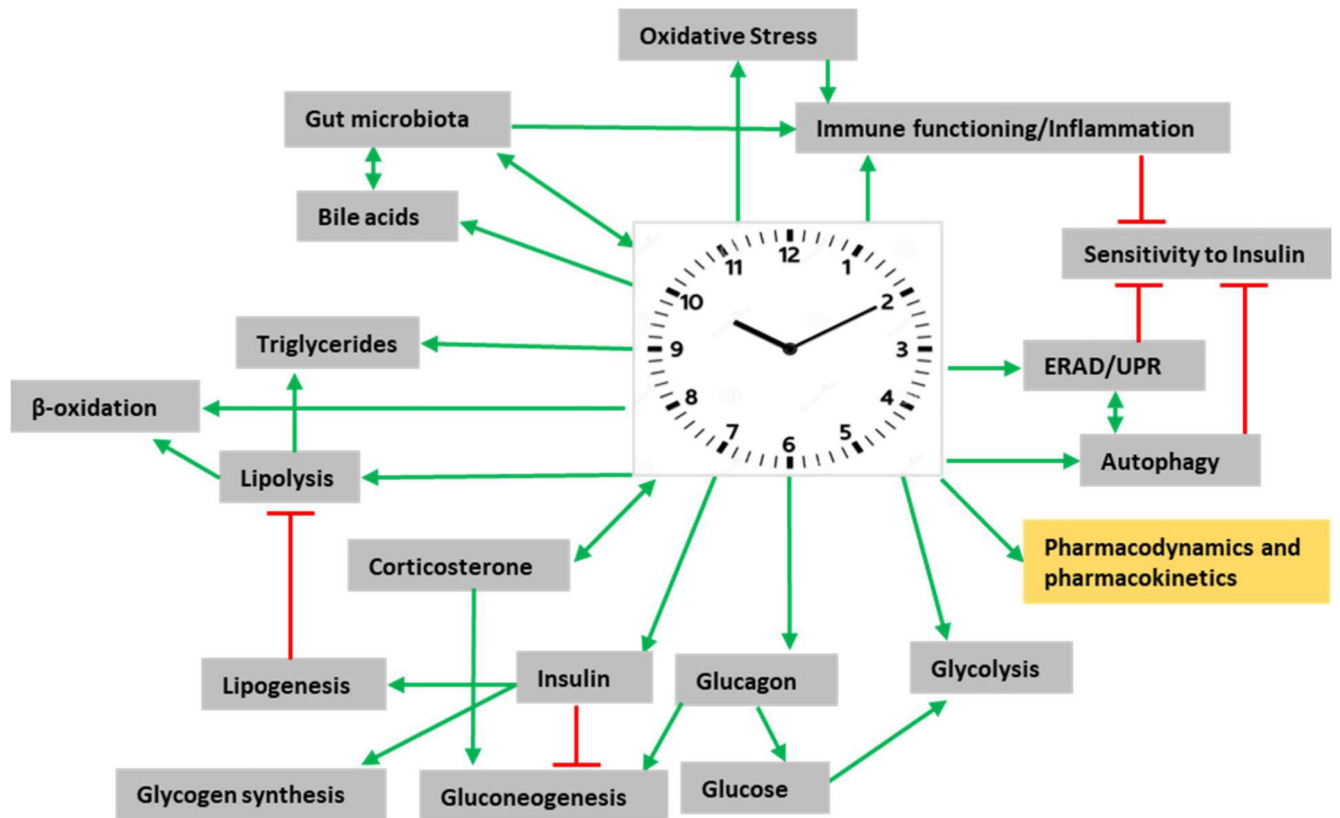 Oxidative Stress
Gut microbiota
Immune functioning/Inflammation
Bile acids
Sensitivity to Insulin
12
11
1
10
2
9
3
8
4
7
5
6
Triglycerides
ERAD/UPR
β-oxidation
Lipolysis
Autophagy
Corticosterone
Pharmacodynamics and
pharmacokinetics
Lipogenesis
Insulin
Glucagon
Glycolysis
Glycogen synthesis
Gluconeogenesis
Glucose